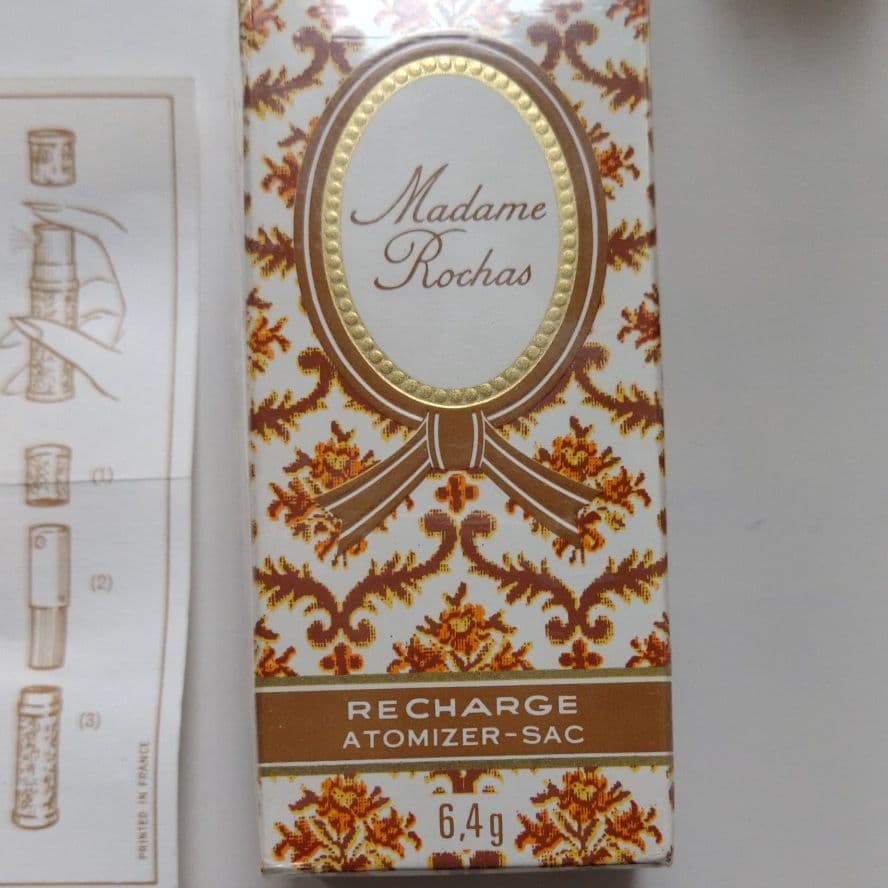 Madame
Rochas
RECHARGE
ATOMIZER-SAC
6,4g
(1)
(2)
(3)
PRINTED IN FRANCE